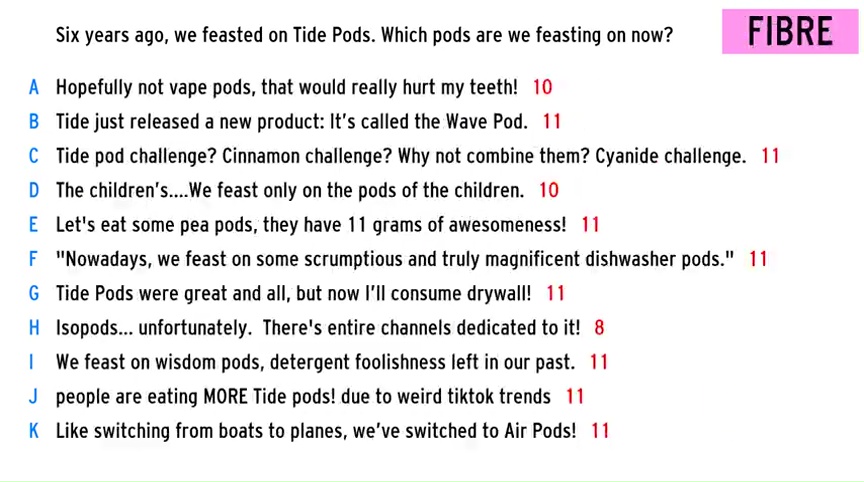 Six years ago, we feasted on Tide Pods. Which pods are we feasting on now?
FIBRE
A Hopefully not vape pods, that would really hurt my teeth! 10
B Tide just released a new product: It's called the Wave Pod. 11
C Tide pod challenge? Cinnamon challenge? Why not combine them? Cyanide challenge. 11
D The children's....We feast only on the pods of the children. 10
E Let's eat some pea pods, they have 11 grams of awesomeness! 11
F "Nowadays, we feast on some scrumptious and truly magnificent dishwasher pods." 11
G Tide Pods were great and all, but now I'll consume drywall! 11
H Isopods... unfortunately. There's entire channels dedicated to it! 8
I We feast on wisdom pods, detergent foolishness left in our past. 11
J people are eating MORE Tide pods! due to weird tiktok trends 11
K Like switching from boats to planes, we've switched to Air Pods! 11